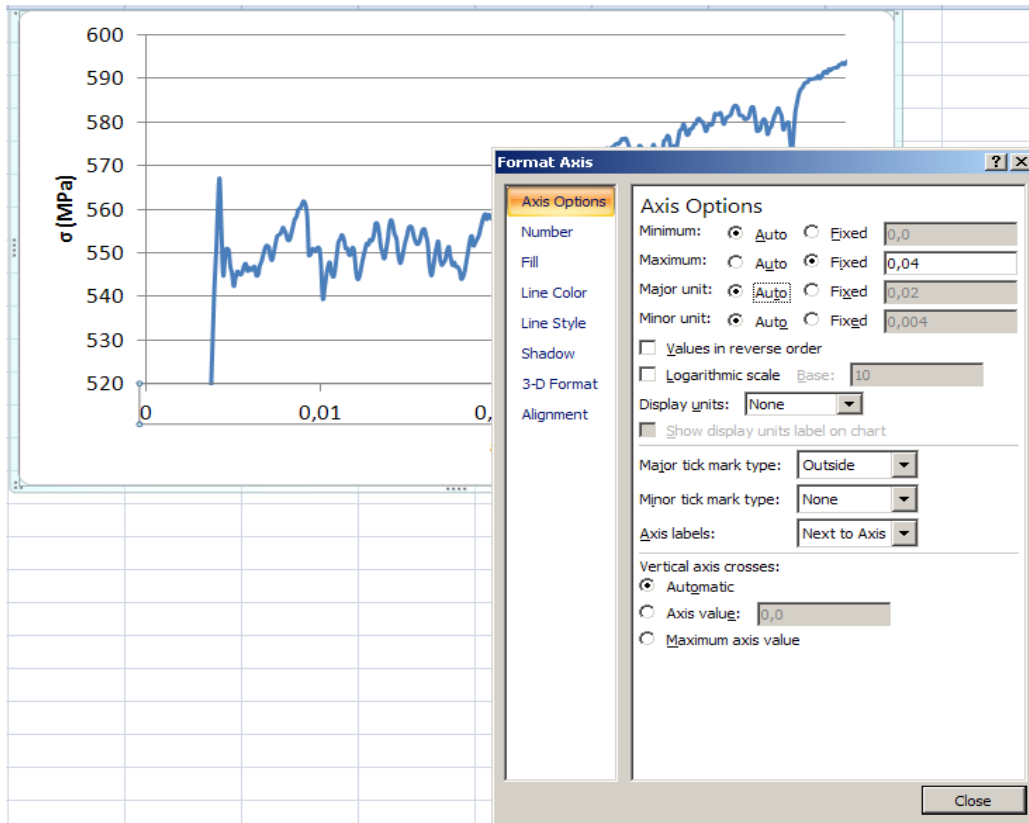 600
590
580
570
560
550
540
530
520
σ (MPa)
0
0,01
0,
Format Axis
Axis Options
Number
Fill
Line Color
Line Style
Shadow
3-D Format
Alignment
Axis Options
Minimum: Auto Fixed 0,0
Maximum: Auto Fixed 0,04
Major unit: Auto Fixed 0,02
Minor unit: Auto Fixed 0,004
Values in reverse order
Logarithmic scale Base: 10
Display units: None
Show display units label on chart
Major tick mark type: Outside
Minor tick mark type: None
Axis labels: Next to Axis
Vertical axis crosses:
Automatic
Axis value: 0,0
Maximum axis value
Close